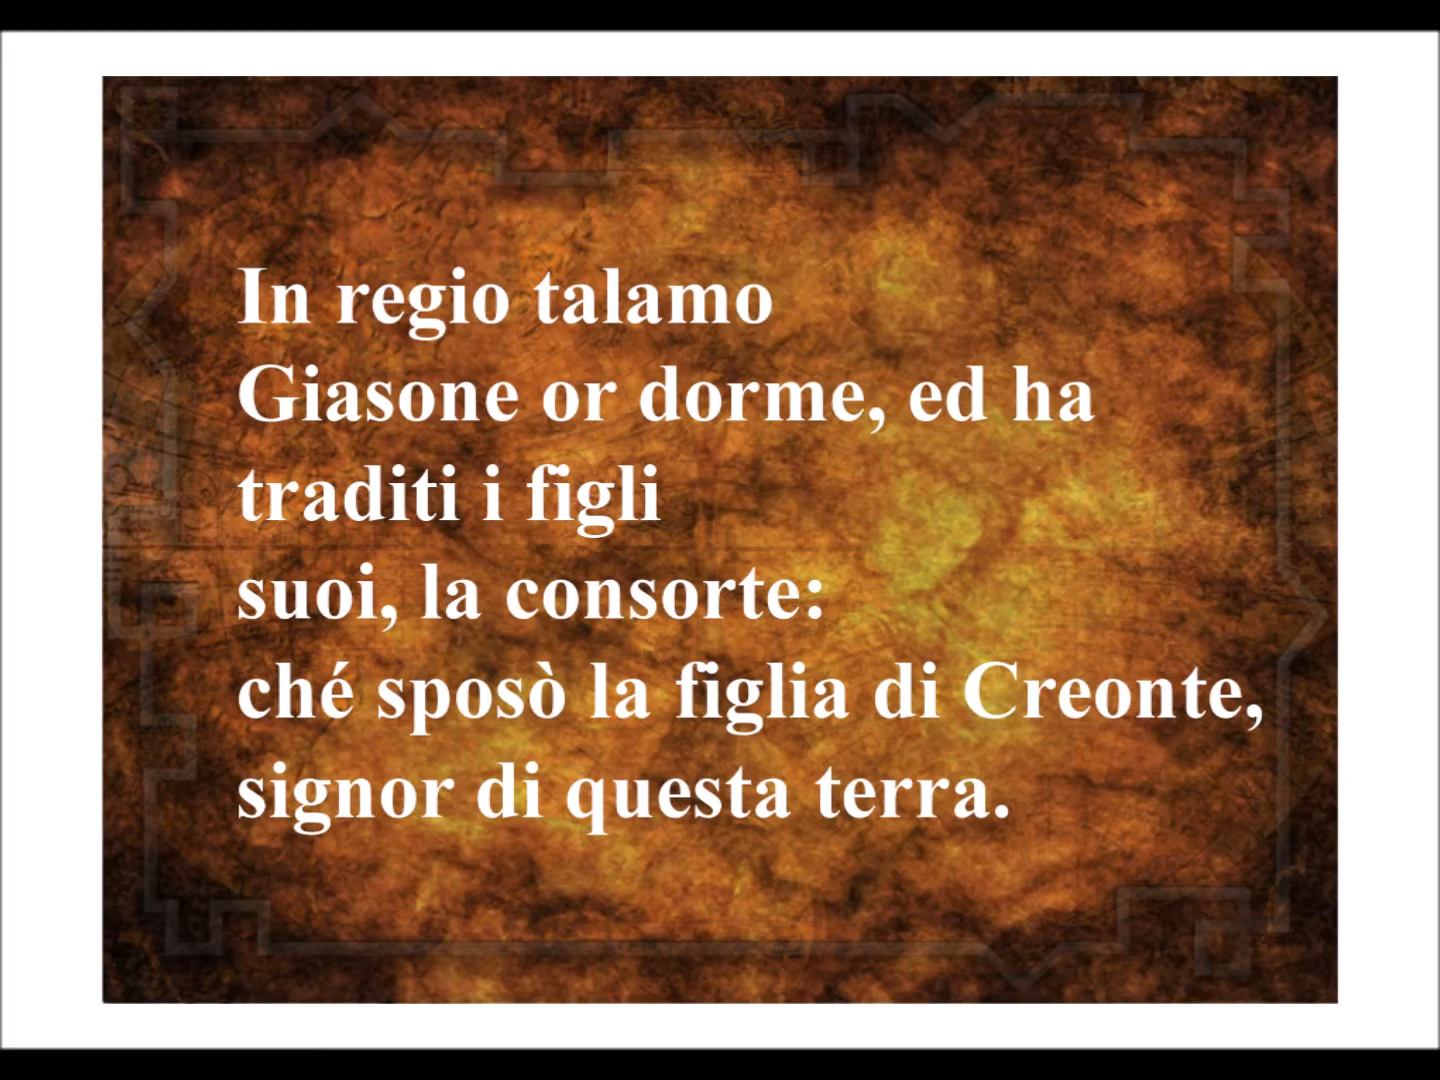 In regio talamo
Giasone or dorme, ed ha
traditi i figli
suoi, la consorte:
ché sposò la figlia di Creonte,
signor di questa terra.